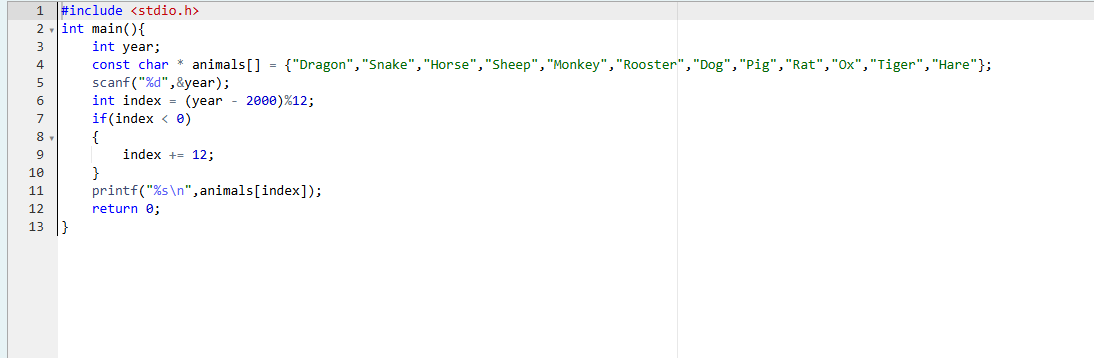 1 #include <stdio.h>
2 int main(){
3 int year;
4 const char * animals[] = {"Dragon","Snake","Horse","Sheep","Monkey","Rooster","Dog","Pig","Rat","Ox","Tiger","Hare"};
5 scanf("%d",&year);
6 int index = (year - 2000)%12;
7 if(index < 0)
8 {
9 index += 12;
10 }
11 printf("%s\n",animals[index]);
12 return 0;
13 }